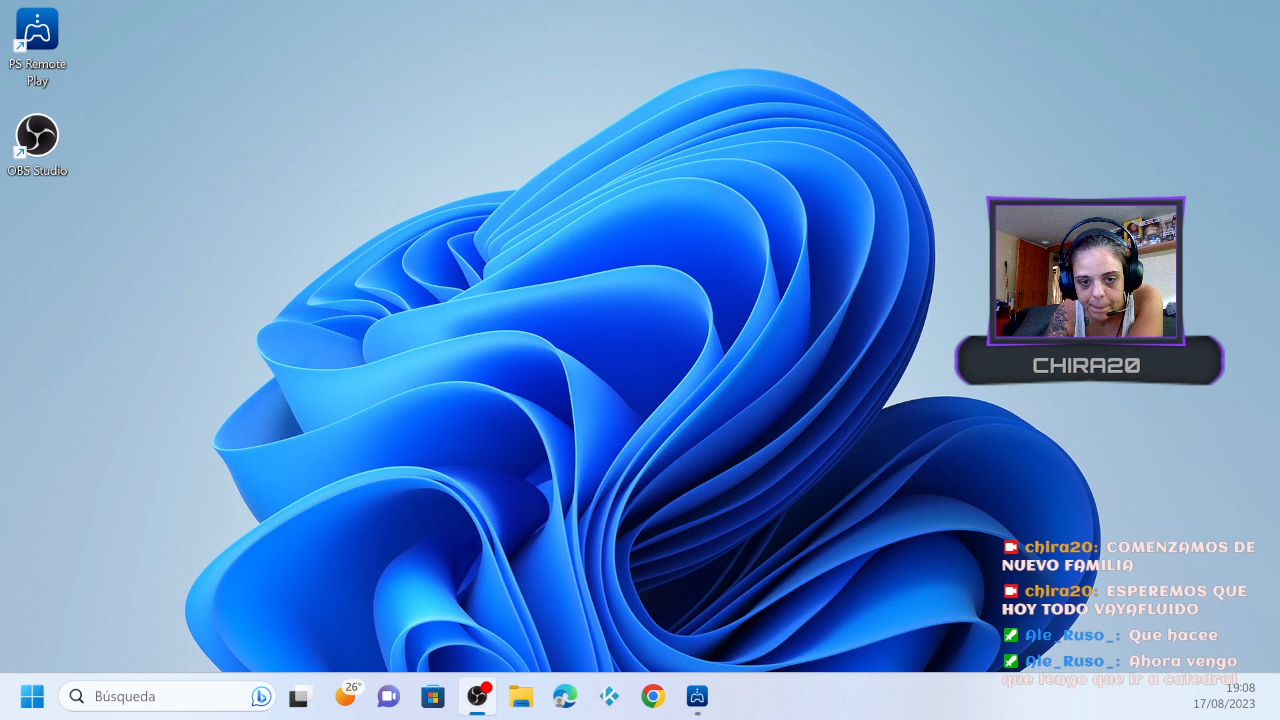 PS Remote
Play
OBS Studio
CHIRA20
chira20: COMENZAMOS DE
NUEVO FAMILIA
chira20: ESPEREMOS QUE
HOY TODO VAYAFLUIDO
Ale_Ruso_: Que hacee
Ale_Ruso_: Ahora vengo
que tengo que ir a catedral
Búsqueda
26°
19:08
17/08/2023